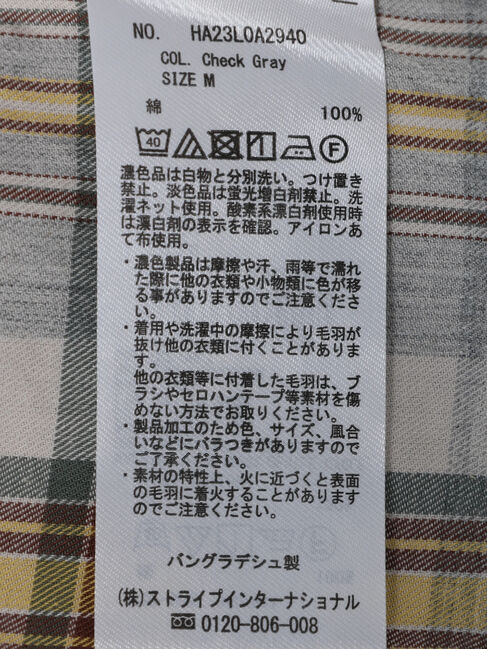 NO. HA23L0A2940
COL. Check Gray
SIZE M
綿 100%
40 F
濃色品は白物と分別洗い。つけ置き
禁止。淡色品は蛍光増白剤禁止。洗
濯ネット使用。酸素系漂白剤使用時
は漂白剤の表示を確認。アイロンあ
て布使用。
・濃色製品は摩擦や汗、雨等で濡れ
た際に他の衣類や小物類に色が移
る事がありますのでご注意くださ
い。
・着用や洗濯中の摩擦により毛羽が
抜け他の衣類に付くことがありま
す。
他の衣類等に付着した毛羽は、ブ
ラシやセロハンテープ等素材を傷
めない方法でお取りください。
・製品加工のため色、サイズ、風合
いなどにバラつきがありますので
ご了承ください。
・素材の特性上、火に近づくと表面
の毛羽に着火することがあります
のでご注意ください。
バングラデシュ製
(株)ストライプインターナショナル
0120-806-008